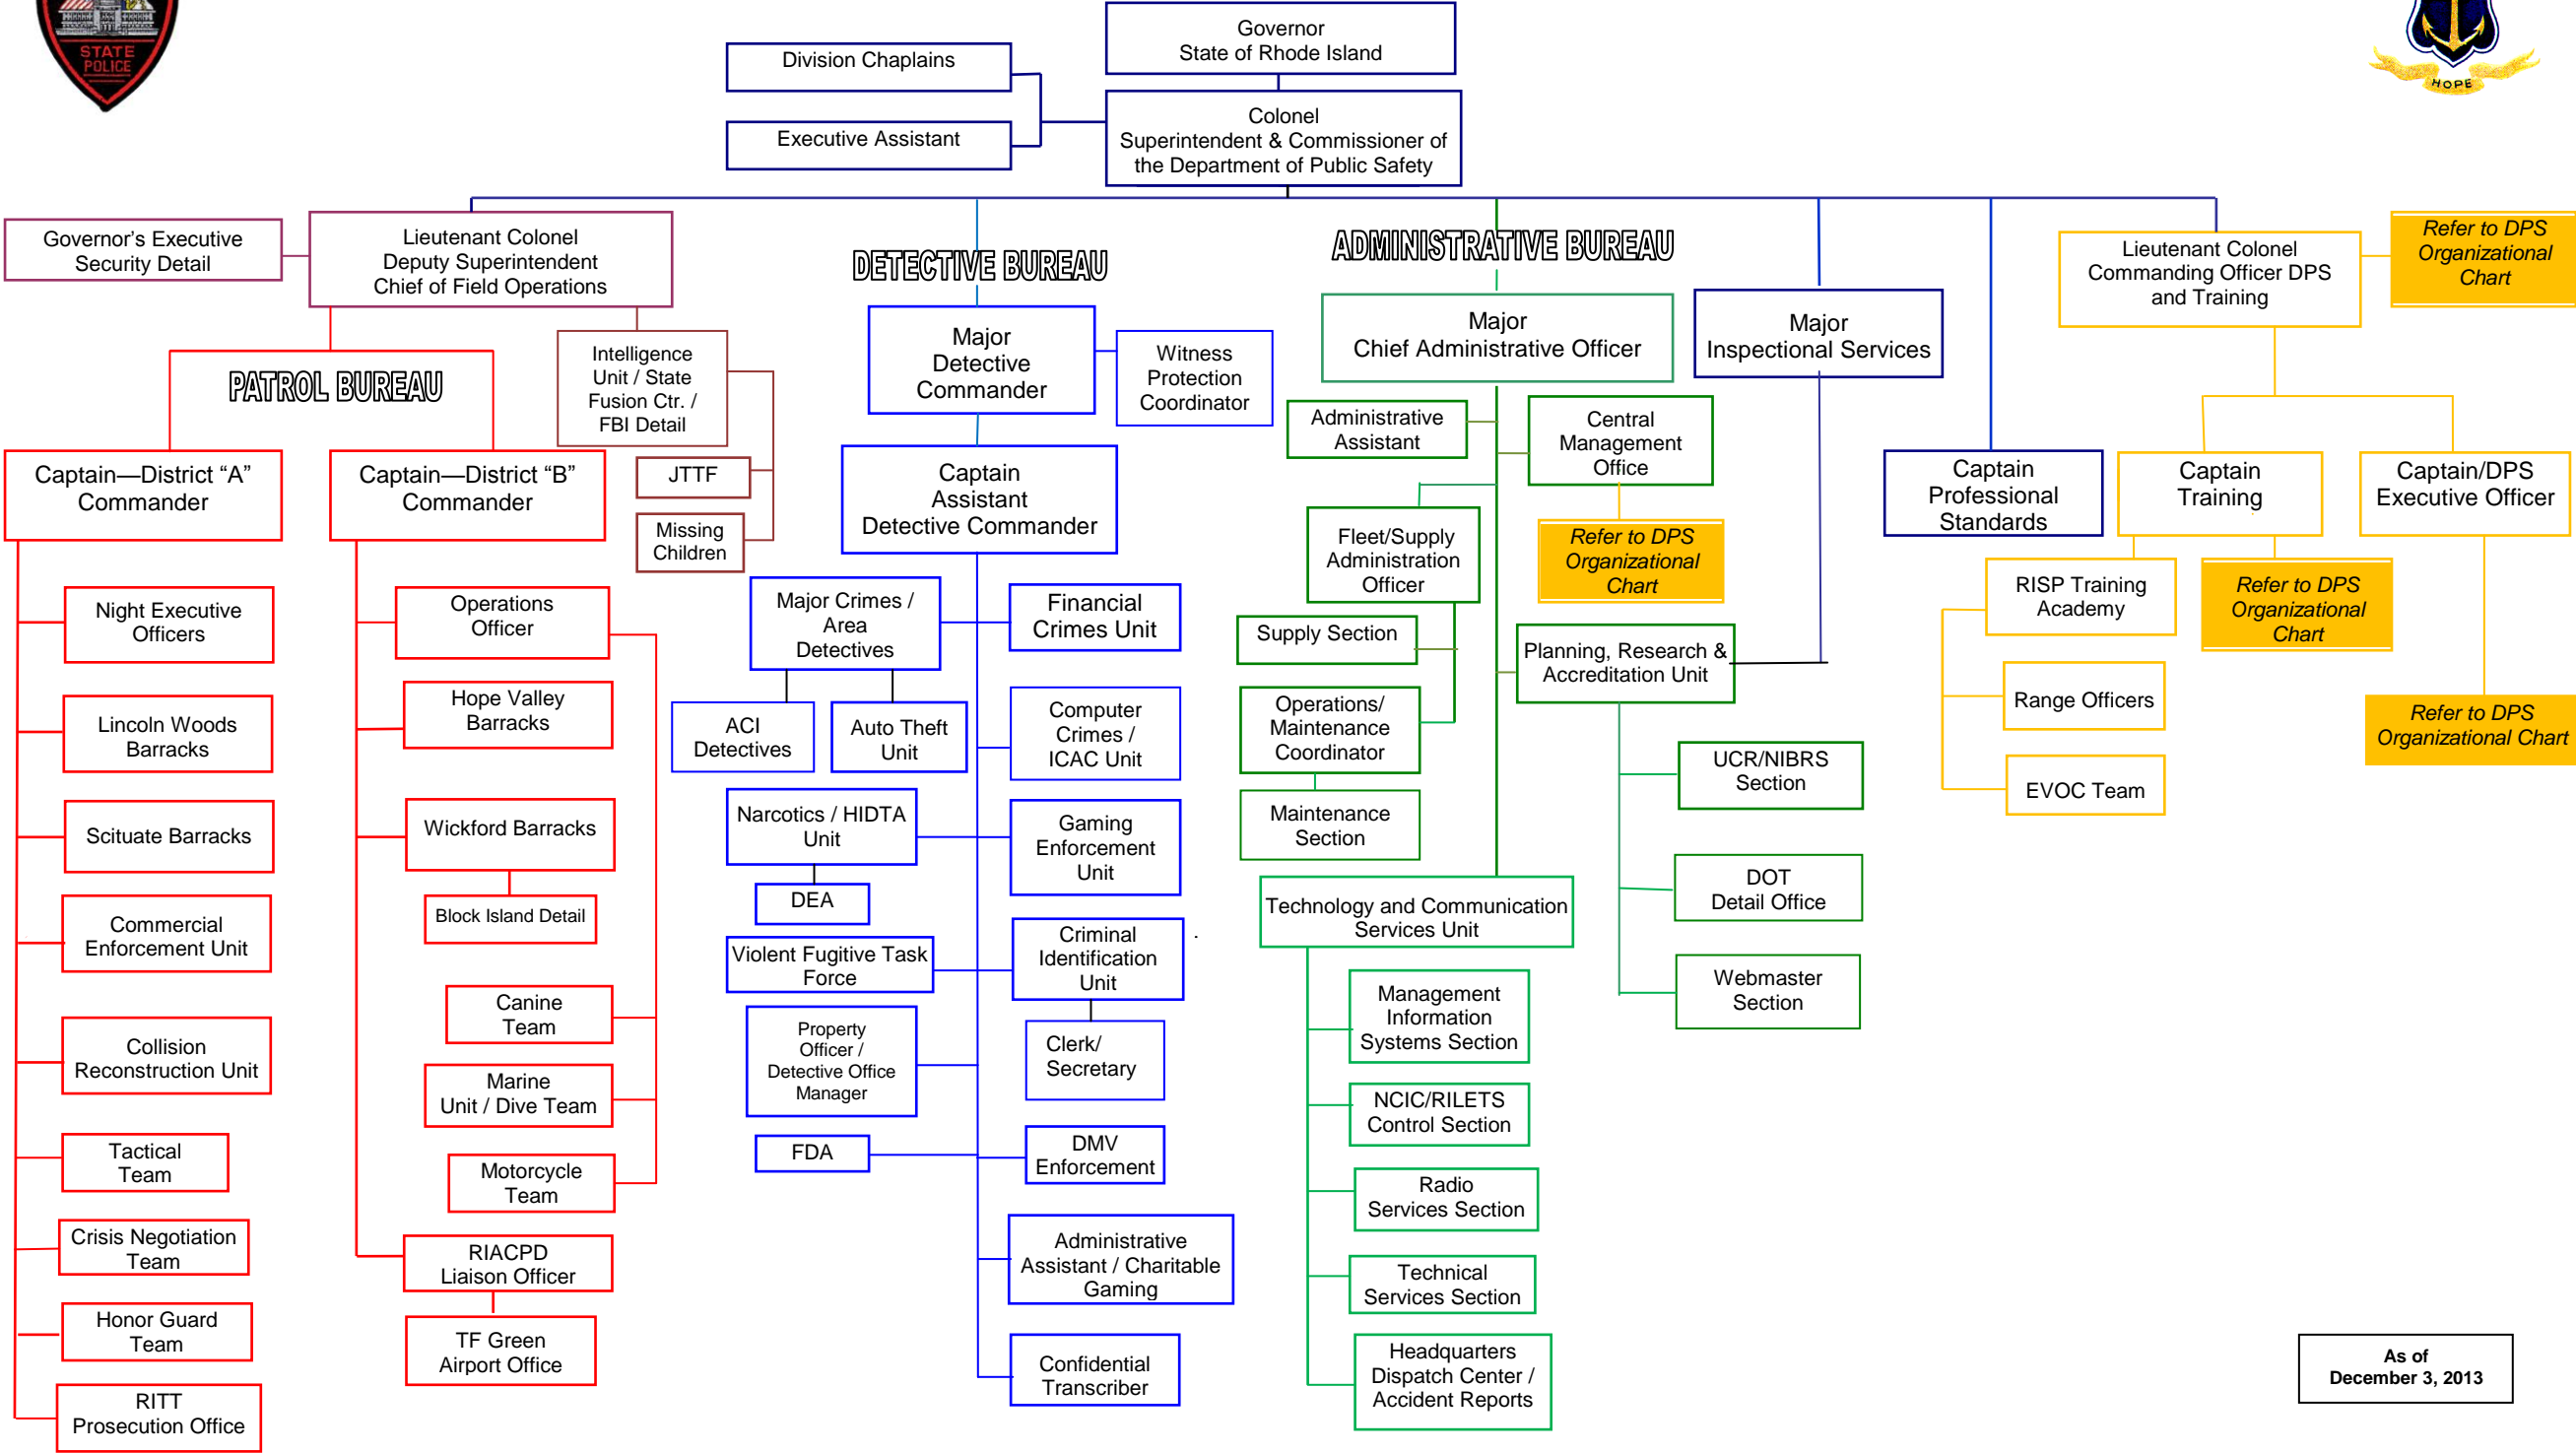 STATE
POLICE
HOPE
Governor
State of Rhode Island
Division Chaplains
Executive Assistant
Colonel
Superintendent & Commissioner of
the Department of Public Safety
Governor’s Executive
Security Detail
Lieutenant Colonel
Deputy Superintendent
Chief of Field Operations
DETECTIVE BUREAU
ADMINISTRATIVE BUREAU
Lieutenant Colonel
Commanding Officer DPS
and Training
Refer to DPS
Organizational
Chart
PATROL BUREAU
Intelligence
Unit / State
Fusion Ctr. /
FBI Detail
JTTF
Missing
Children
Major
Detective
Commander
Witness
Protection
Coordinator
Major
Chief Administrative Officer
Major
Inspectional Services
Captain—District “A”
Commander
Captain—District “B”
Commander
Captain
Assistant
Detective Commander
Administrative
Assistant
Central
Management
Office
Refer to DPS
Organizational
Chart
Captain
Professional
Standards
Captain
Training
Captain/DPS
Executive Officer
Night Executive
Officers
Lincoln Woods
Barracks
Scituate Barracks
Commercial
Enforcement Unit
Collision
Reconstruction Unit
Tactical
Team
Crisis Negotiation
Team
Honor Guard
Team
RITT
Prosecution Office
Operations
Officer
Hope Valley
Barracks
Wickford Barracks
Block Island Detail
Canine
Team
Marine
Unit / Dive Team
Motorcycle
Team
RIACPD
Liaison Officer
TF Green
Airport Office
Major Crimes /
Area
Detectives
ACI
Detectives
Auto Theft
Unit
Narcotics / HIDTA
Unit
DEA
Violent Fugitive Task
Force
Property
Officer /
Detective Office
Manager
FDA
Financial
Crimes Unit
Computer
Crimes /
ICAC Unit
Gaming
Enforcement
Unit
Criminal
Identification
Unit
Clerk/
Secretary
DMV
Enforcement
Administrative
Assistant / Charitable
Gaming
Confidential
Transcriber
Fleet/Supply
Administration
Officer
Supply Section
Operations/
Maintenance
Coordinator
Maintenance
Section
Technology and Communication
Services Unit
Management
Information
Systems Section
NCIC/RILETS
Control Section
Radio
Services Section
Technical
Services Section
Headquarters
Dispatch Center /
Accident Reports
Planning, Research &
Accreditation Unit
UCR/NIBRS
Section
DOT
Detail Office
Webmaster
Section
RISP Training
Academy
Range Officers
EVOC Team
Refer to DPS
Organizational
Chart
Refer to DPS
Organizational Chart
As of
December 3, 2013